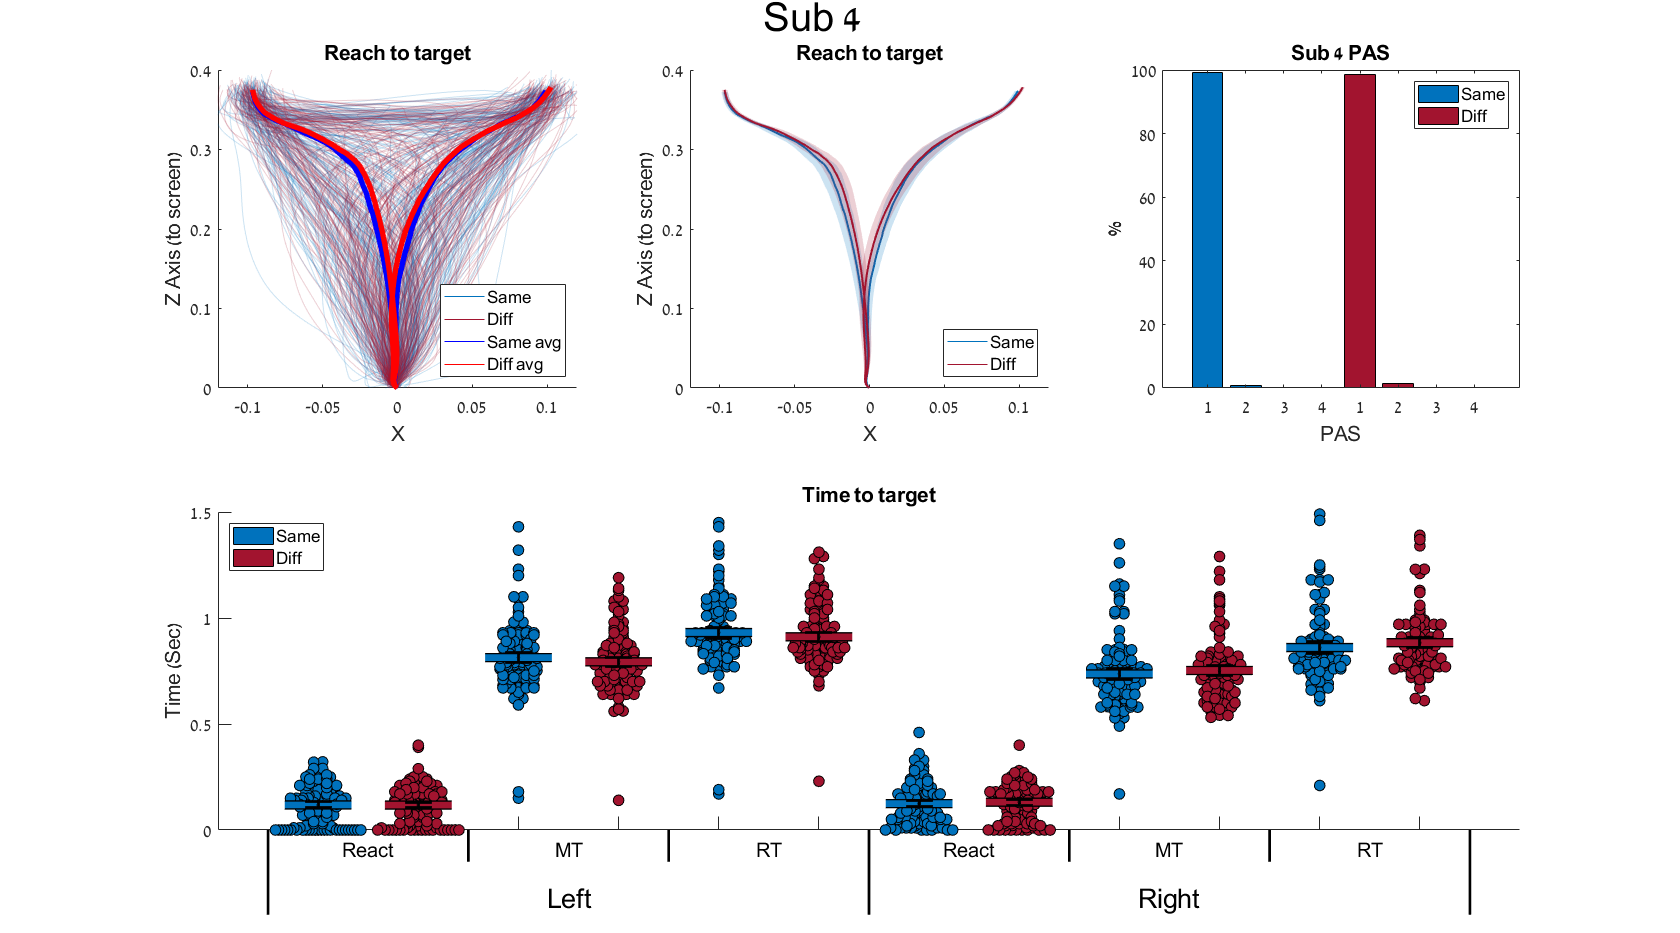 Sub 4
Reach to target
Z Axis (to screen)
0.4
0.3
0.2
0.1
0
-0.1 -0.05 0 0.05 0.1
X
Same
Diff
Same avg
Diff avg
Reach to target
Z Axis (to screen)
0.4
0.3
0.2
0.1
0
-0.1 -0.05 0 0.05 0.1
X
Same
Diff
Sub 4 PAS
%
100
80
60
40
20
0
1 2 3 4 1 2 3 4
PAS
Same
Diff
Time to target
Time (Sec)
1.5
1
0.5
0
Same
Diff
React MT RT React MT RT
Left Right